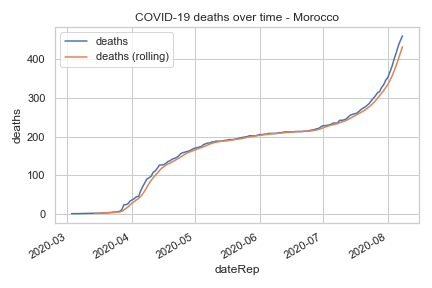 COVID-19 deaths over time - Morocco
deaths
deaths (rolling)
400
300
200
100
0
deaths
2020-03
2020-04
2020-05
2020-06
2020-07
2020-08
dateRep